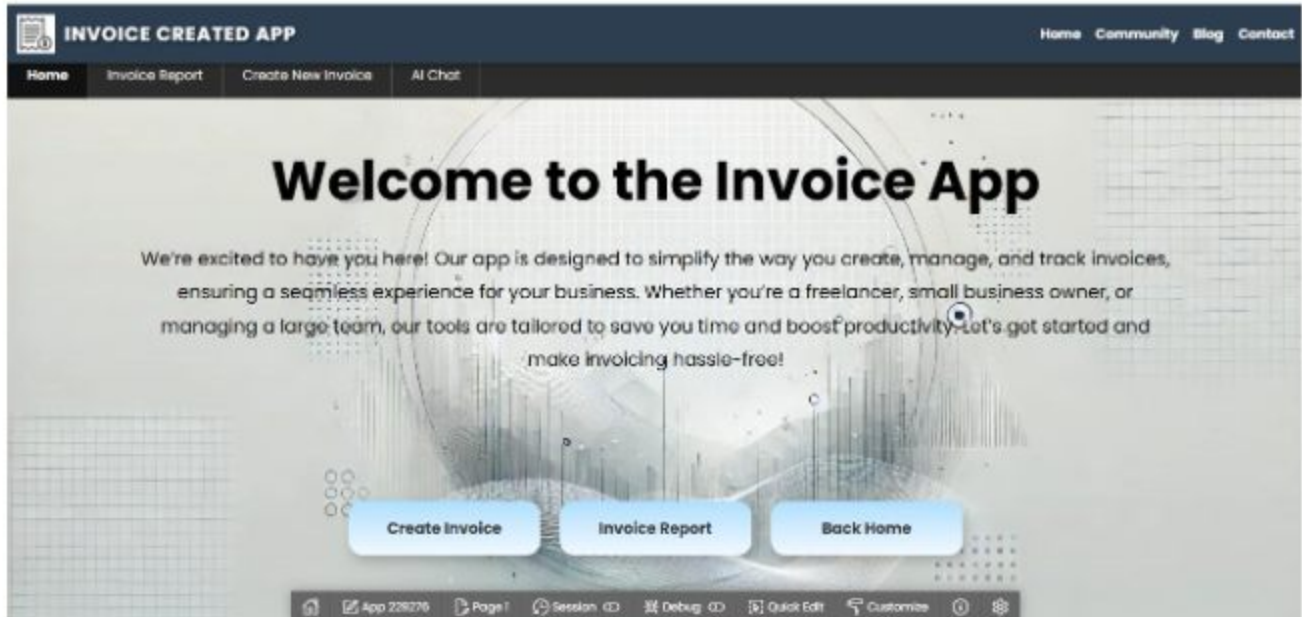 INVOICE CREATED APP
Home Community Blog Contact
Home Invoice Report Create New Invoice AI Chat
Welcome to the Invoice App
We're excited to have you here! Our app is designed to simplify the way you create, manage, and track invoices,
ensuring a seamless experience for your business. Whether you're a freelancer, small business owner, or
managing a large team, our tools are tailored to save you time and boost productivity. Let's get started and
make invoicing hassle-free!
Create Invoice Invoice Report Back Home
App 229276 Page 1 Session Debug Quick Edit Customize